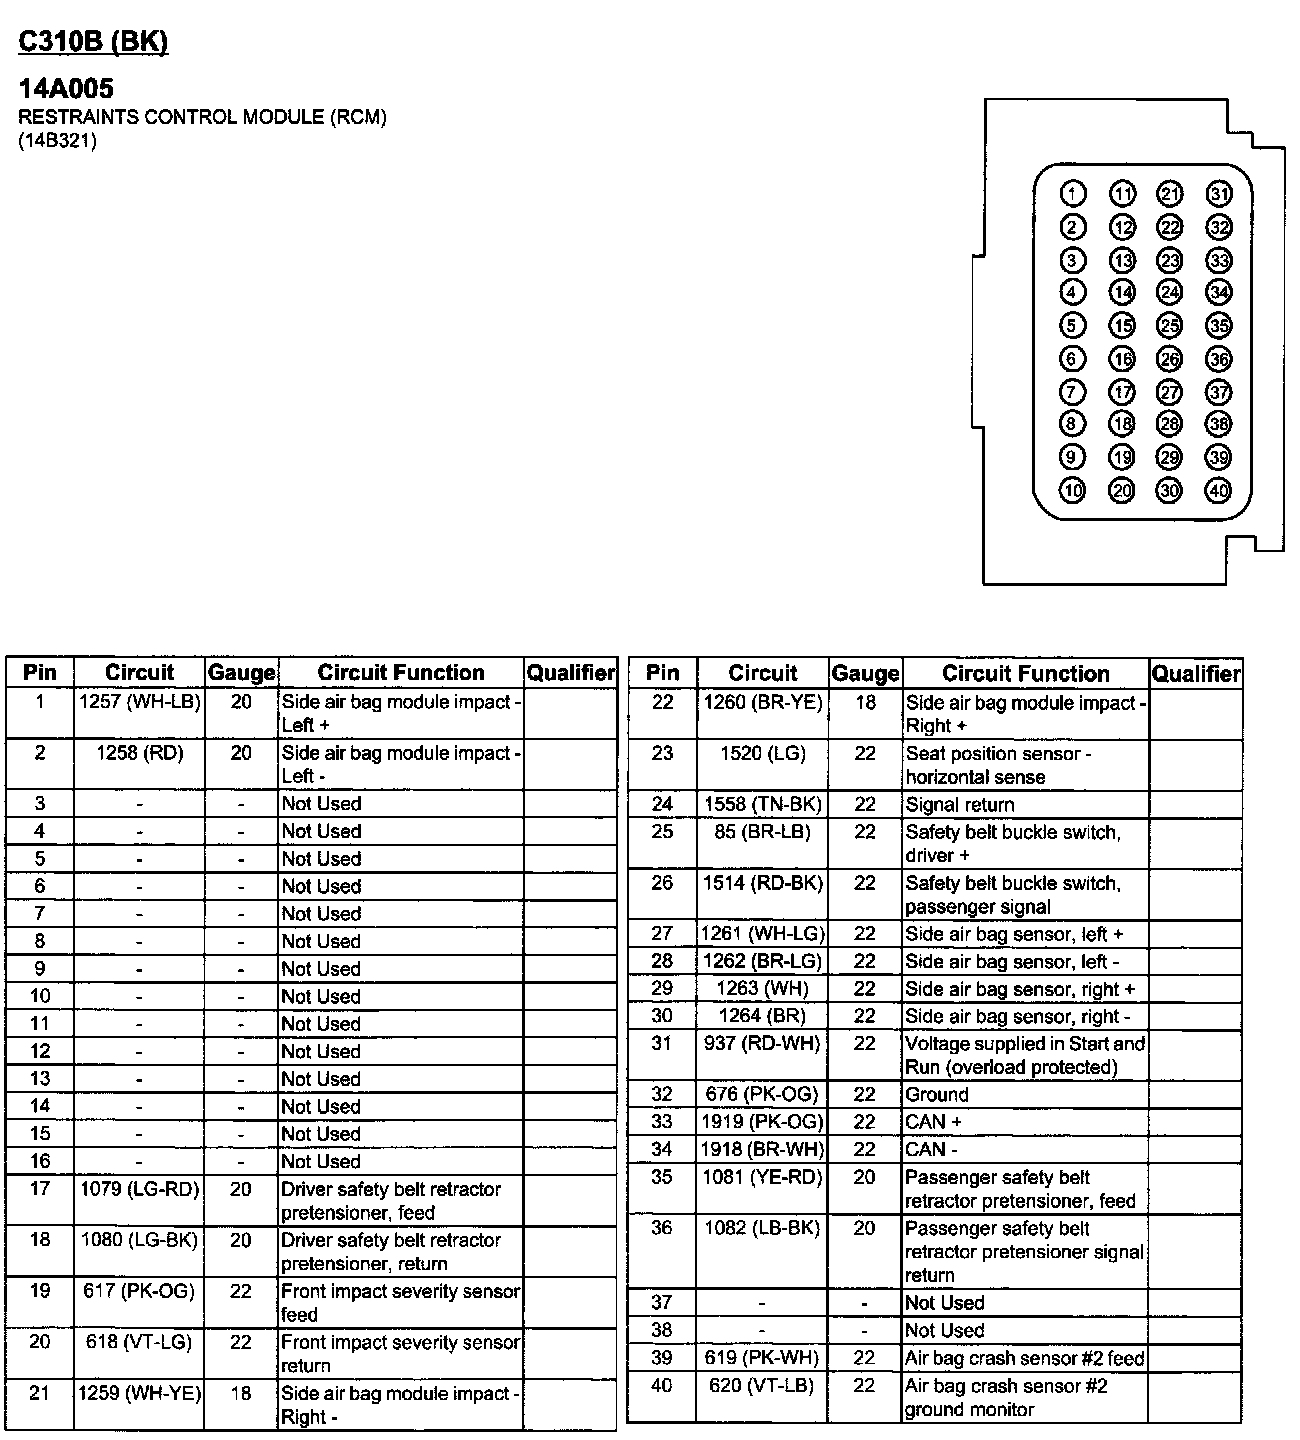 C310B (BK)
14A005
RESTRAINTS CONTROL MODULE (RCM)
(14B321)
1 11 21 31
2 12 22 32
3 13 23 33
4 14 24 34
5 15 25 35
6 16 26 36
7 17 27 37
8 18 28 38
9 19 29 39
10 20 30 40
Pin Circuit Gauge Circuit Function Qualifier
1 1257 (WH-LB) 20 Side air bag module impact -
Left +
2 1258 (RD) 20 Side air bag module impact -
Left -
3 - - Not Used
4 - - Not Used
5 - - Not Used
6 - - Not Used
7 - - Not Used
8 - - Not Used
9 - - Not Used
10 - - Not Used
11 - - Not Used
12 - - Not Used
13 - - Not Used
14 - - Not Used
15 - - Not Used
16 - - Not Used
17 1079 (LG-RD) 20 Driver safety belt retractor
pretensioner, feed
18 1080 (LG-BK) 20 Driver safety belt retractor
pretensioner, return
19 617 (PK-OG) 22 Front impact severity sensor
feed
20 618 (VT-LG) 22 Front impact severity sensor
return
21 1259 (WH-YE) 18 Side air bag module impact -
Right -
Pin Circuit Gauge Circuit Function Qualifier
22 1260 (BR-YE) 18 Side air bag module impact -
Right +
23 1520 (LG) 22 Seat position sensor -
horizontal sense
24 1558 (TN-BK) 22 Signal return
25 85 (BR-LB) 22 Safety belt buckle switch,
driver +
26 1514 (RD-BK) 22 Safety belt buckle switch,
passenger signal
27 1261 (WH-LG) 22 Side air bag sensor, left +
28 1262 (BR-LG) 22 Side air bag sensor, left -
29 1263 (WH) 22 Side air bag sensor, right +
30 1264 (BR) 22 Side air bag sensor, right -
31 937 (RD-WH) 22 Voltage supplied in Start and
Run (overload protected)
32 676 (PK-OG) 22 Ground
33 1919 (PK-OG) 22 CAN +
34 1918 (BR-WH) 22 CAN -
35 1081 (YE-RD) 20 Passenger safety belt
retractor pretensioner, feed
36 1082 (LB-BK) 20 Passenger safety belt
retractor pretensioner signal
return
37 - - Not Used
38 - - Not Used
39 619 (PK-WH) 22 Air bag crash sensor #2 feed
40 620 (VT-LB) 22 Air bag crash sensor #2
ground monitor